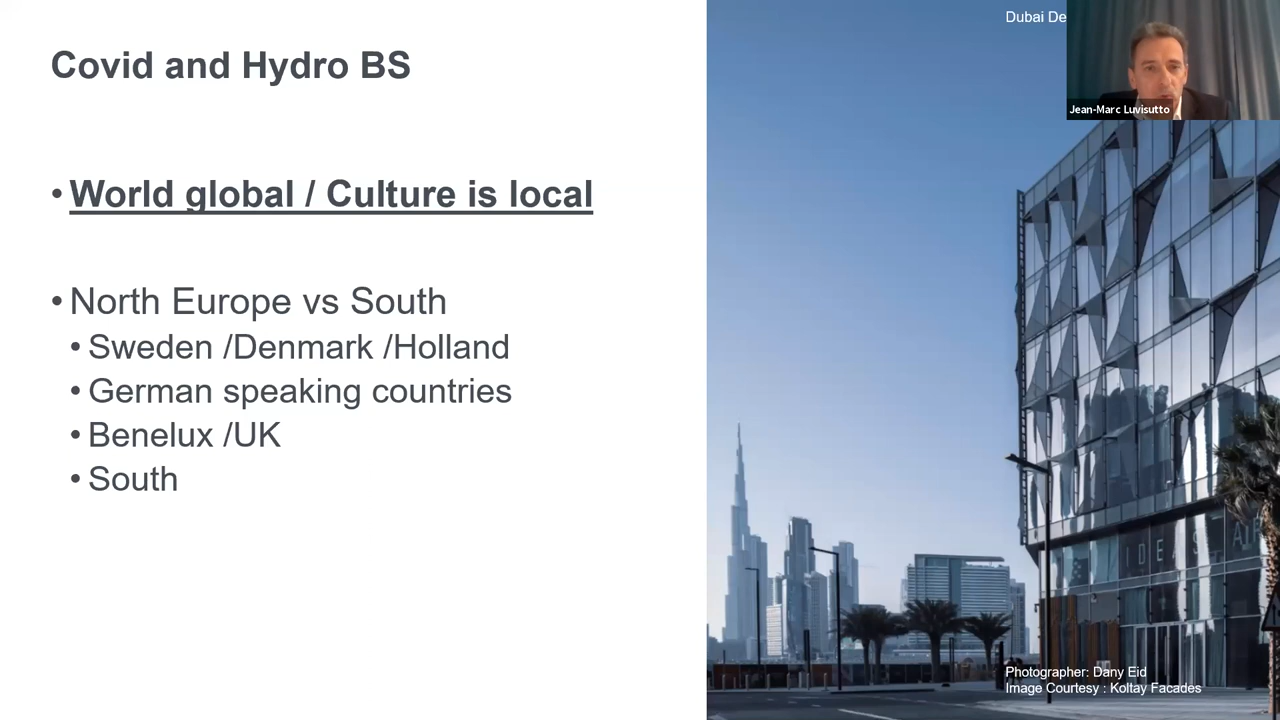 Covid and Hydro BS
• World global / Culture is local
• North Europe vs South
• Sweden /Denmark /Holland
• German speaking countries
• Benelux /UK
• South
Dubai De
Jean-Marc Luvisutto
IDEAS
Photographer: Dany Eid
Image Courtesy : Koltay Facades